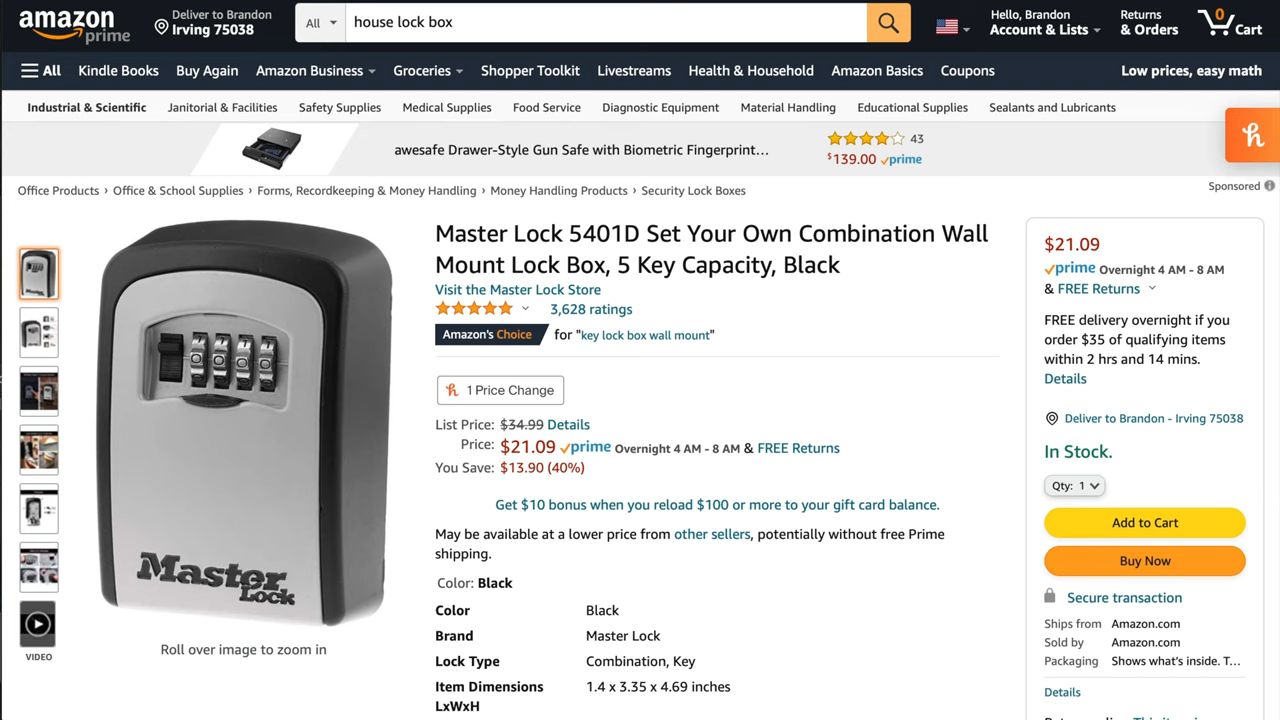 amazon
prime
Deliver to Brandon
Irving 75038
All
house lock box
Hello, Brandon
Account & Lists
Returns
& Orders
0
Cart
All
Kindle Books
Buy Again
Amazon Business
Groceries
Shopper Toolkit
Livestreams
Health & Household
Amazon Basics
Coupons
Low prices, easy math
Industrial & Scientific
Janitorial & Facilities
Safety Supplies
Medical Supplies
Food Service
Diagnostic Equipment
Material Handling
Educational Supplies
Sealants and Lubricants
awesafe Drawer-Style Gun Safe with Biometric Fingerprint…
43
$139.00 prime
h
Office Products › Office & School Supplies › Forms, Recordkeeping & Money Handling › Money Handling Products › Security Lock Boxes
Sponsored
Master Lock
Roll over image to zoom in
VIDEO
Master Lock 5401D Set Your Own Combination Wall
Mount Lock Box, 5 Key Capacity, Black
Visit the Master Lock Store
3,628 ratings
Amazon's Choice for "key lock box wall mount"
h 1 Price Change
List Price: $34.99 Details
Price: $21.09 prime Overnight 4 AM - 8 AM & FREE Returns
You Save: $13.90 (40%)
Get $10 bonus when you reload $100 or more to your gift card balance.
May be available at a lower price from other sellers, potentially without free Prime
shipping.
Color: Black
Color Black
Brand Master Lock
Lock Type Combination, Key
Item Dimensions 1.4 x 3.35 x 4.69 inches
LxWxH
$21.09
prime Overnight 4 AM - 8 AM
& FREE Returns
FREE delivery overnight if you
order $35 of qualifying items
within 2 hrs and 14 mins.
Details
Deliver to Brandon - Irving 75038
In Stock.
Qty: 1
Add to Cart
Buy Now
Secure transaction
Ships from Amazon.com
Sold by Amazon.com
Packaging Shows what's inside. T…
Details